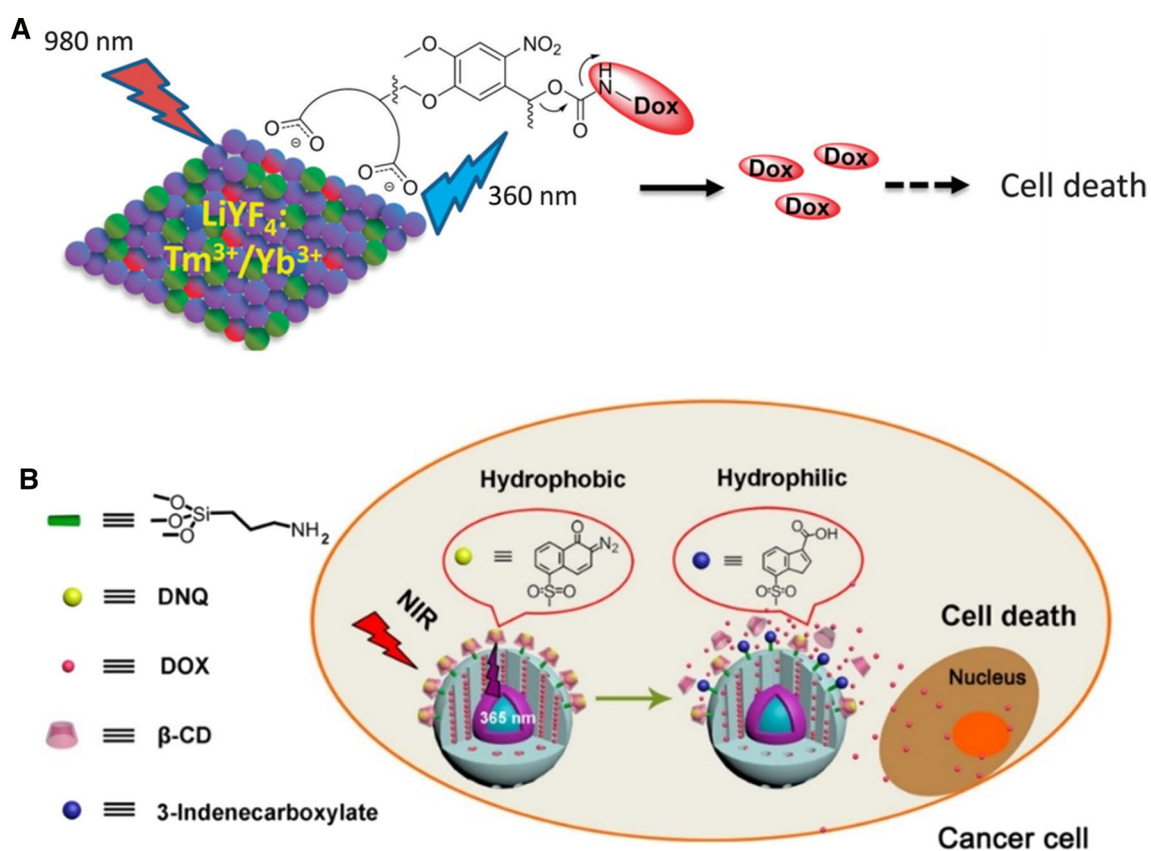 A
980 nm
O
NO2
O
O
O
H
N
Dox
O O
⊖
O O
⊖
360 nm
LiYF4:
Tm3+/Yb3+
Dox
Dox
Dox
Cell death
B
Hydrophobic
Hydrophilic
O
Si
O
O
NH2
O
N2
O=S=O
O
OH
O=S=O
DNQ
NIR
Cell death
DOX
Nucleus
365 nm
β-CD
3-Indenecarboxylate
Cancer cell